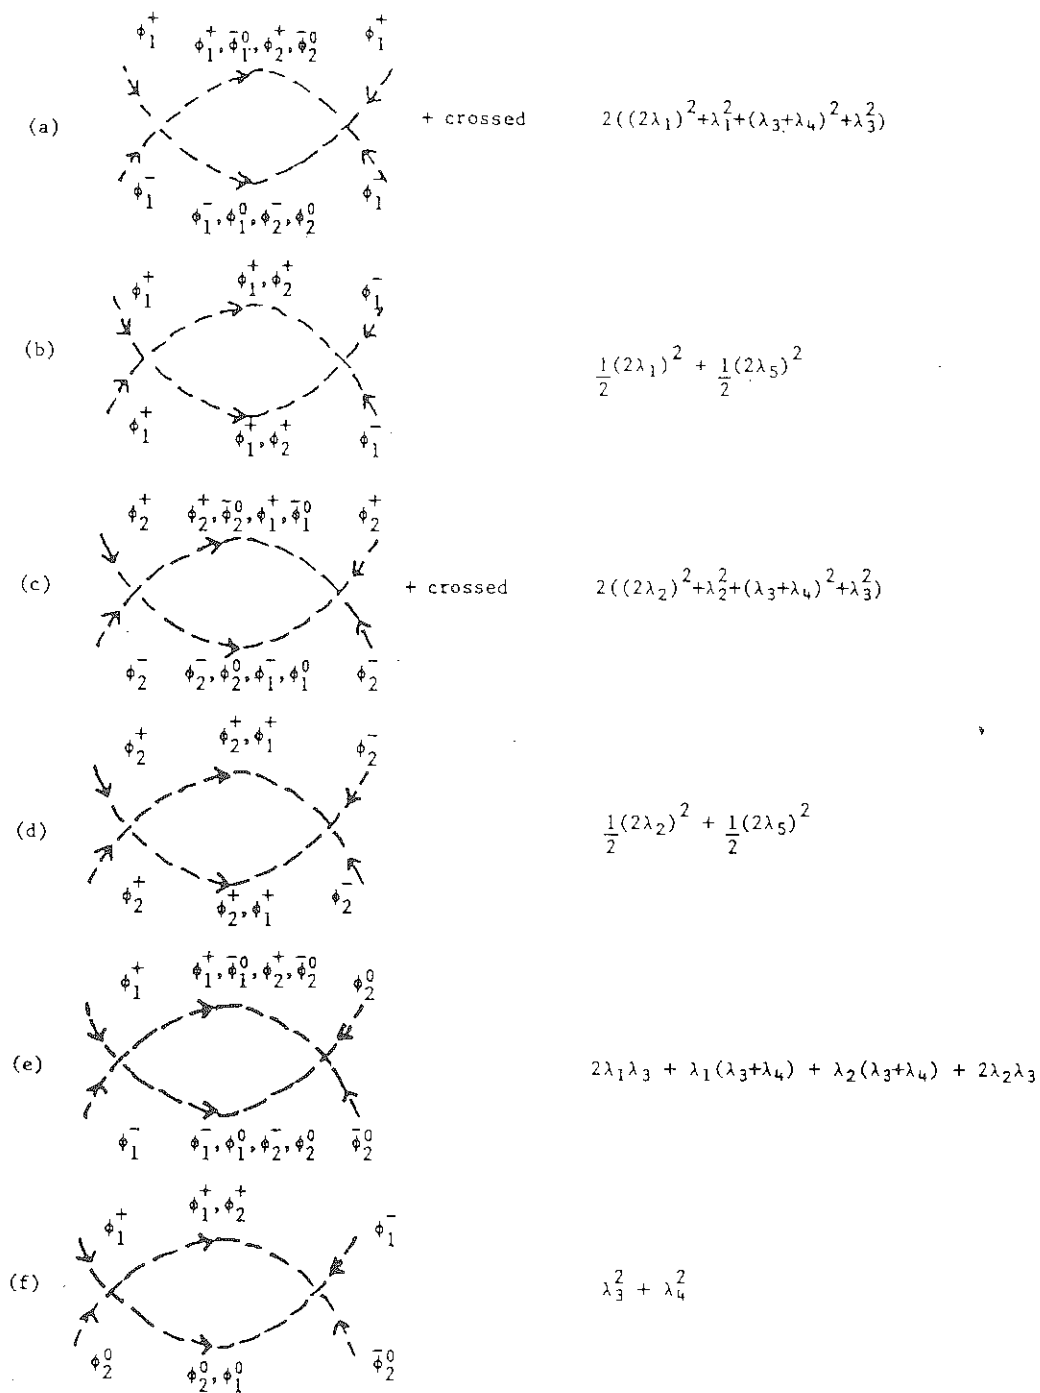 ϕ₁⁺ ϕ₁⁺, ϕ̄₁⁰, ϕ₂⁺, ϕ̄₂⁰ ϕ₁⁺
(a) + crossed 2((2λ₁)²+λ₁²+(λ₃+λ₄)²+λ₃²)
ϕ₁⁻ ϕ₁⁻, ϕ₁⁰, ϕ₂⁻, ϕ₂⁰ ϕ₁⁻
ϕ₁⁺ ϕ₁⁺, ϕ₂⁺ ϕ₁⁻
(b) ½(2λ₁)² + ½(2λ₅)²
ϕ₁⁺ ϕ₁⁺, ϕ₂⁺ ϕ₁⁻
ϕ₂⁺ ϕ₂⁺, ϕ̄₂⁰, ϕ₁⁺, ϕ̄₁⁰ ϕ₂⁺
(c) + crossed 2((2λ₂)²+λ₂²+(λ₃+λ₄)²+λ₃²)
ϕ₂⁻ ϕ₂⁻, ϕ₂⁰, ϕ₁⁻, ϕ₁⁰ ϕ₂⁻
ϕ₂⁺ ϕ₂⁺, ϕ₁⁺ ϕ₂⁻
(d) ½(2λ₂)² + ½(2λ₅)²
ϕ₂⁺ ϕ₂⁺, ϕ₁⁺ ϕ₂⁻
ϕ₁⁺ ϕ₁⁺, ϕ̄₁⁰, ϕ₂⁺, ϕ̄₂⁰ ϕ₂⁰
(e) 2λ₁λ₃ + λ₁(λ₃+λ₄) + λ₂(λ₃+λ₄) + 2λ₂λ₃
ϕ₁⁻ ϕ₁⁻, ϕ₁⁰, ϕ₂⁻, ϕ₂⁰ ϕ̄₂⁰
ϕ₁⁺ ϕ₁⁺, ϕ₂⁺ ϕ₁⁻
(f) λ₃² + λ₄²
ϕ₂⁰ ϕ₂⁰, ϕ₁⁰ ϕ̄₂⁰